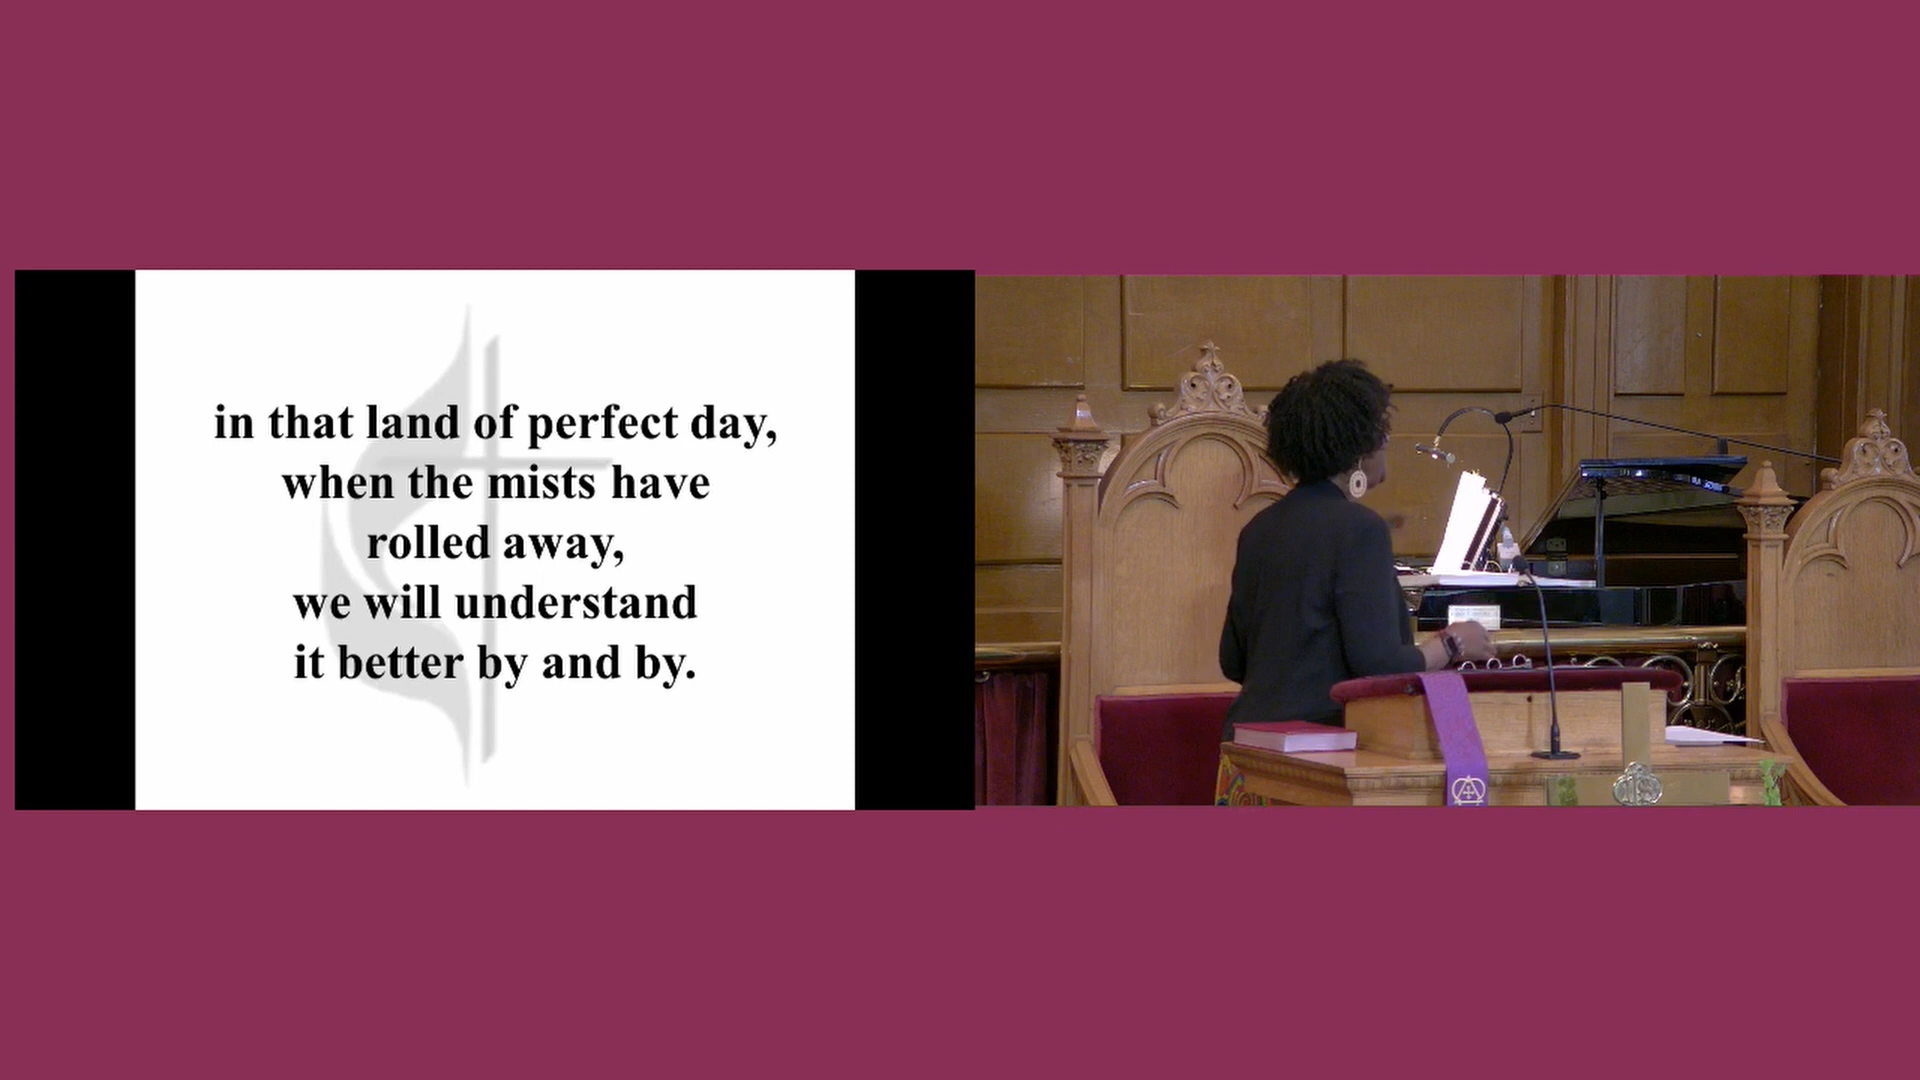 in that land of perfect day,
when the mists have
rolled away,
we will understand
it better by and by.